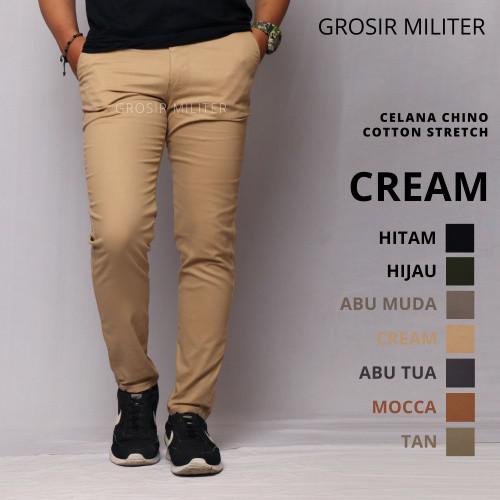 GROSIR MILITER
GROSIR MILITER
CELANA CHINO
COTTON STRETCH
CREAM
HITAM
HIJAU
ABU MUDA
CREAM
ABU TUA
MOCCA
TAN